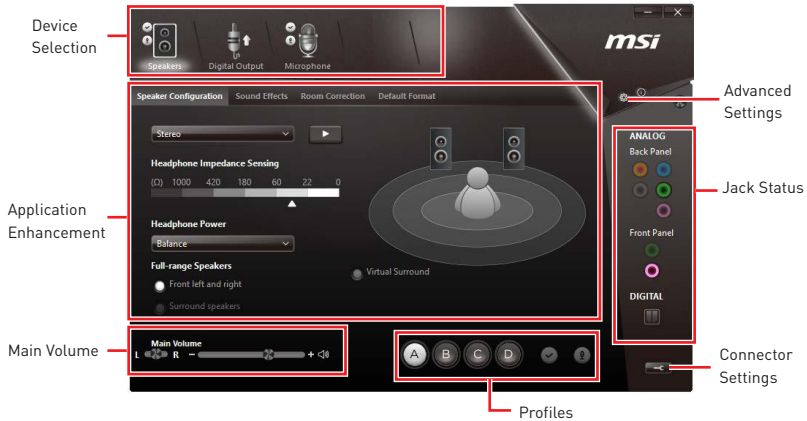 Device
Selection
msi
Speakers
Digital Output
Microphone
Speaker Configuration Sound Effects Room Correction Default Format
Advanced
Settings
Stereo
Headphone Impedance Sensing
(Ω) 1000 420 180 60 22 0
Headphone Power
Balance
Full-range Speakers
Front left and right
Surround speakers
Virtual Surround
Application
Enhancement
ANALOG
Back Panel
Front Panel
DIGITAL
Jack Status
Main Volume
Main Volume
L R - +
A B C D
Connector
Settings
Profiles